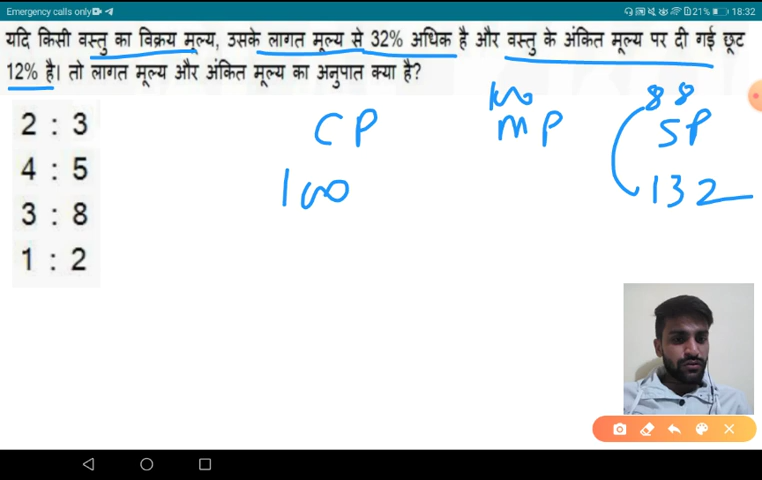 Emergency calls only 21% 18:32
यदि किसी वस्तु का विक्रय मूल्य, उसके लागत मूल्य से 32% अधिक है और वस्तु के अंकित मूल्य पर दी गई छूट
12% है। तो लागत मूल्य और अंकित मूल्य का अनुपात क्या है?
100 88
2 : 3 CP MP SP
4 : 5 100 132
3 : 8
1 : 2